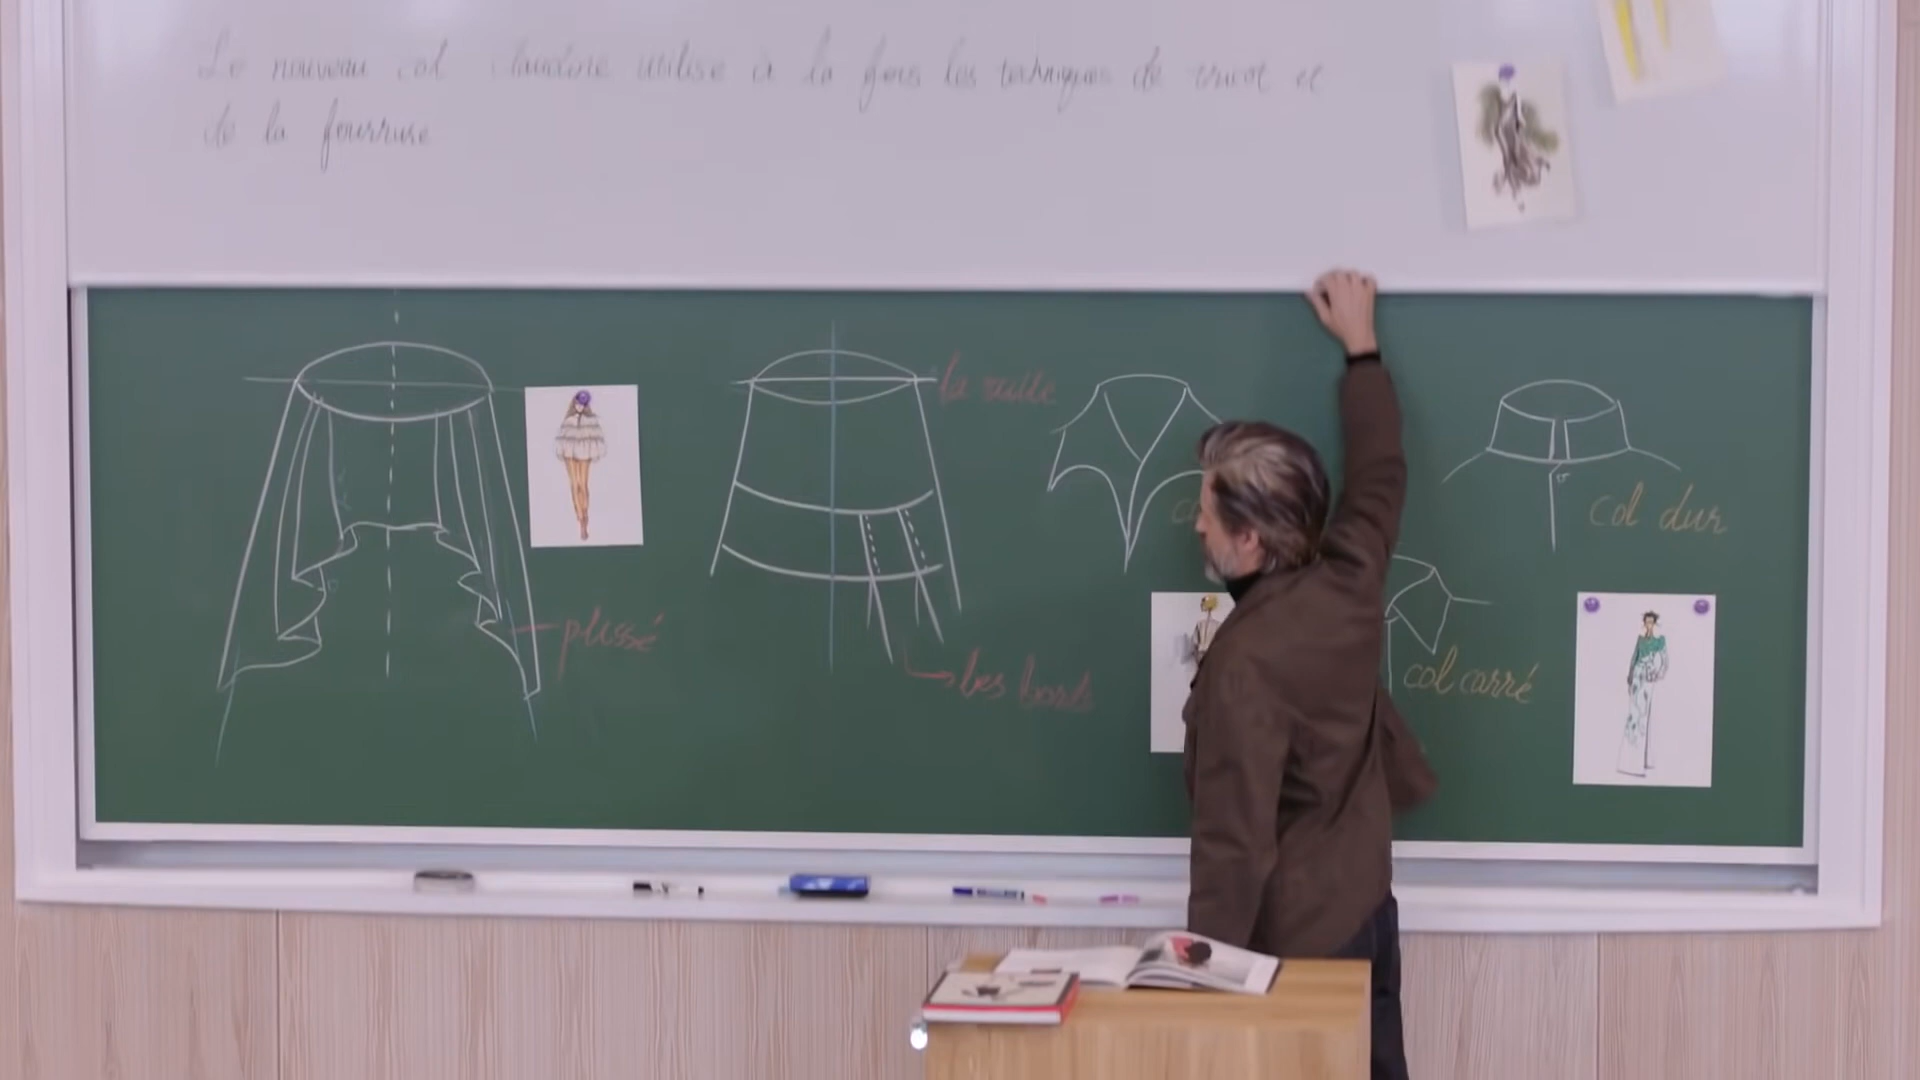 Le nouveau col claudine utilise à la fois les techniques de tricot et
de la fourrure
col dur
plissé
col carré
les bords